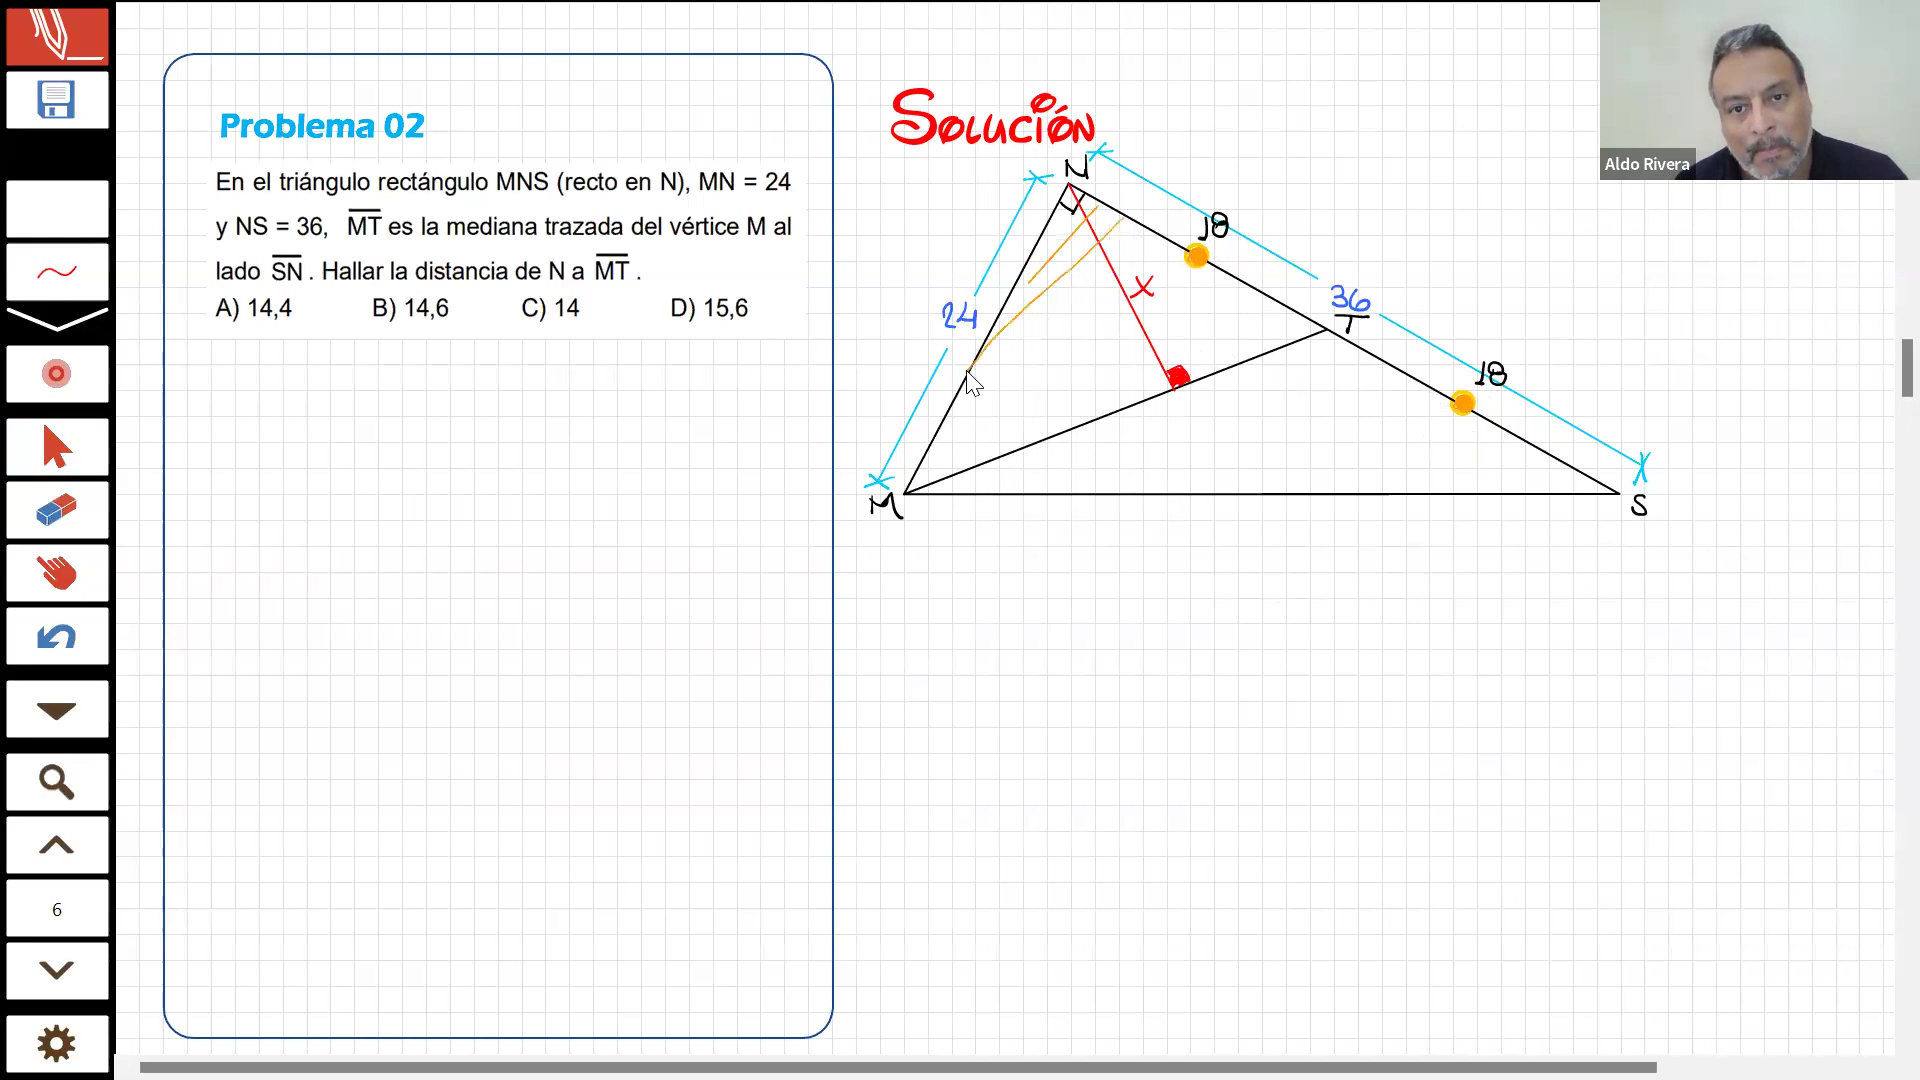 Problema 02
En el triángulo rectángulo MNS (recto en N), MN = 24
y NS = 36, MT es la mediana trazada del vértice M al
lado SN . Hallar la distancia de N a MT .
A) 14,4 B) 14,6 C) 14 D) 15,6
SOLUCIÓN
N
18
X
24
36
T
18
M
S
Aldo Rivera
6